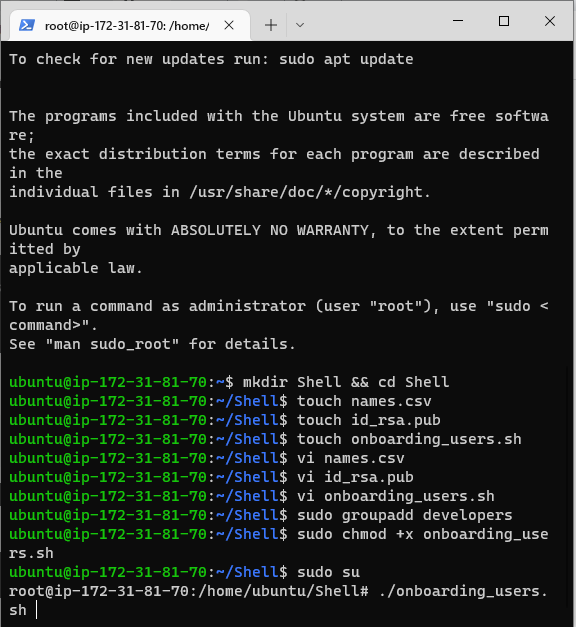 root@ip-172-31-81-70: /home/
To check for new updates run: sudo apt update
The programs included with the Ubuntu system are free softwa
re;
the exact distribution terms for each program are described
in the
individual files in /usr/share/doc/*/copyright.
Ubuntu comes with ABSOLUTELY NO WARRANTY, to the extent perm
itted by
applicable law.
To run a command as administrator (user "root"), use "sudo <
command>".
See "man sudo_root" for details.
ubuntu@ip-172-31-81-70:~$ mkdir Shell && cd Shell
ubuntu@ip-172-31-81-70:~/Shell$ touch names.csv
ubuntu@ip-172-31-81-70:~/Shell$ touch id_rsa.pub
ubuntu@ip-172-31-81-70:~/Shell$ touch onboarding_users.sh
ubuntu@ip-172-31-81-70:~/Shell$ vi names.csv
ubuntu@ip-172-31-81-70:~/Shell$ vi id_rsa.pub
ubuntu@ip-172-31-81-70:~/Shell$ vi onboarding_users.sh
ubuntu@ip-172-31-81-70:~/Shell$ sudo groupadd developers
ubuntu@ip-172-31-81-70:~/Shell$ sudo chmod +x onboarding_use
rs.sh
ubuntu@ip-172-31-81-70:~/Shell$ sudo su
root@ip-172-31-81-70:/home/ubuntu/Shell# ./onboarding_users.
sh